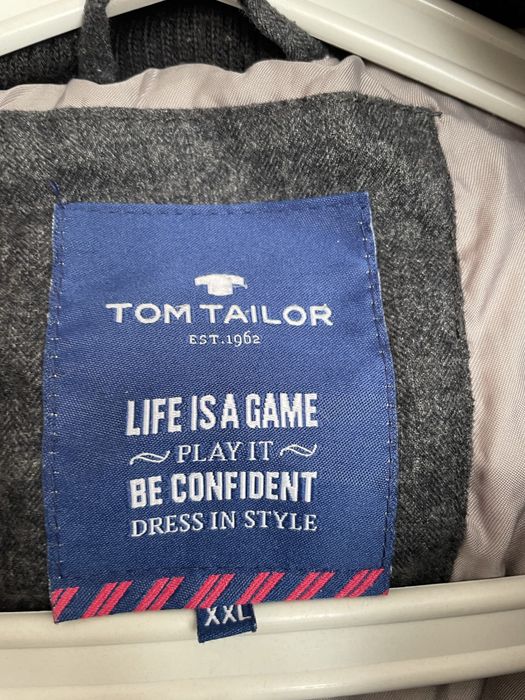 TOM TAILOR
EST.1962
LIFE IS A GAME
~ PLAY IT ~
BE CONFIDENT
DRESS IN STYLE
XXL